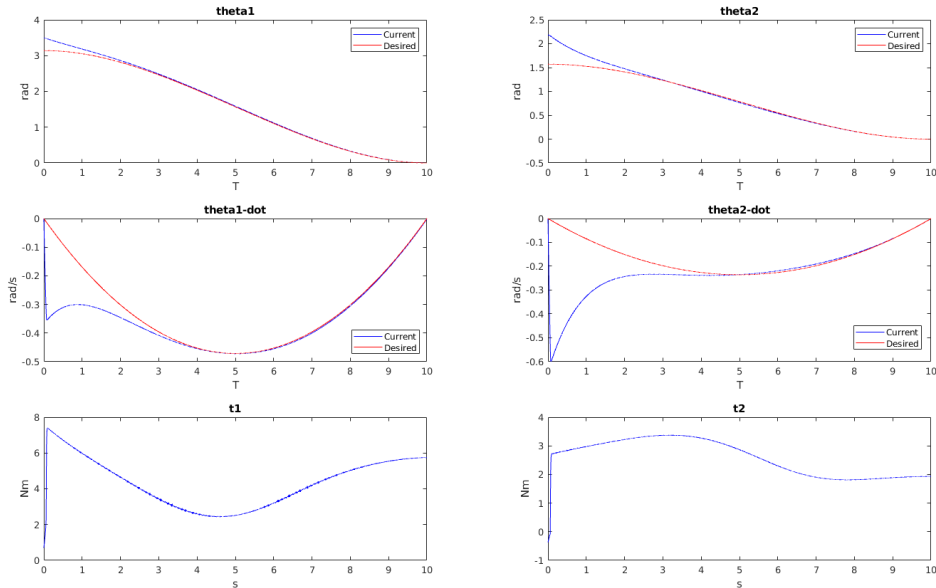 theta1
4
3
2
1
0
rad
0 1 2 3 4 5 6 7 8 9 10
T
Current
Desired
theta2
2.5
2
1.5
1
0.5
0
-0.5
rad
0 1 2 3 4 5 6 7 8 9 10
T
Current
Desired
theta1-dot
0
-0.1
-0.2
-0.3
-0.4
-0.5
rad/s
0 1 2 3 4 5 6 7 8 9 10
T
Current
Desired
theta2-dot
0
-0.1
-0.2
-0.3
-0.4
-0.5
-0.6
rad/s
0 1 2 3 4 5 6 7 8 9 10
T
Current
Desired
t1
8
6
4
2
0
Nm
0 1 2 3 4 5 6 7 8 9 10
s
t2
4
3
2
1
0
-1
Nm
0 1 2 3 4 5 6 7 8 9 10
s